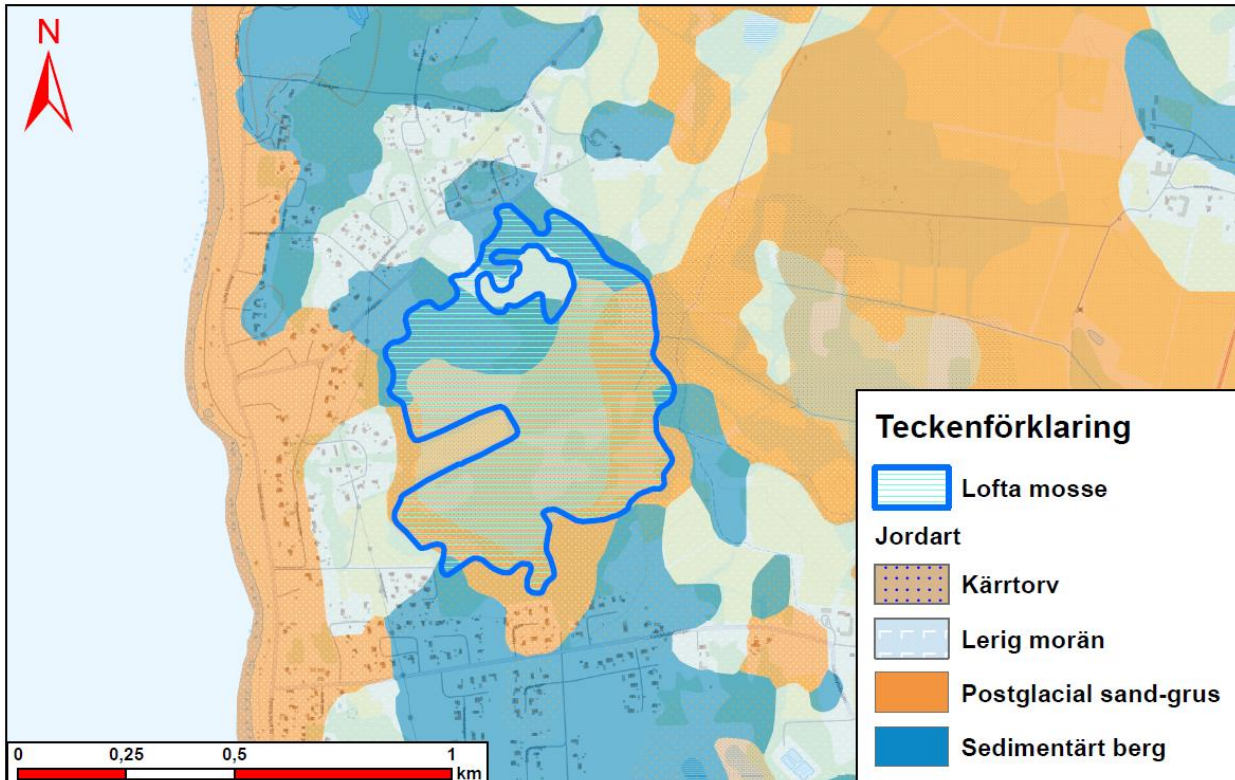 N
Teckenförklaring
Lofta mosse
Jordart
Kärrtorv
Lerig morän
Postglacial sand-grus
Sedimentärt berg
0 0,25 0,5 1
km